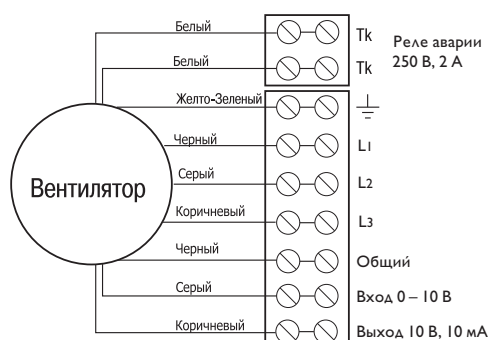 Белый Tk Реле аварии
Белый Tk 250 В, 2 А
Желто-Зеленый
Черный L1
Серый L2
Вентилятор
Коричневый L3
Черный Общий
Серый Вход 0 – 10 В
Коричневый Выход 10 В, 10 мА